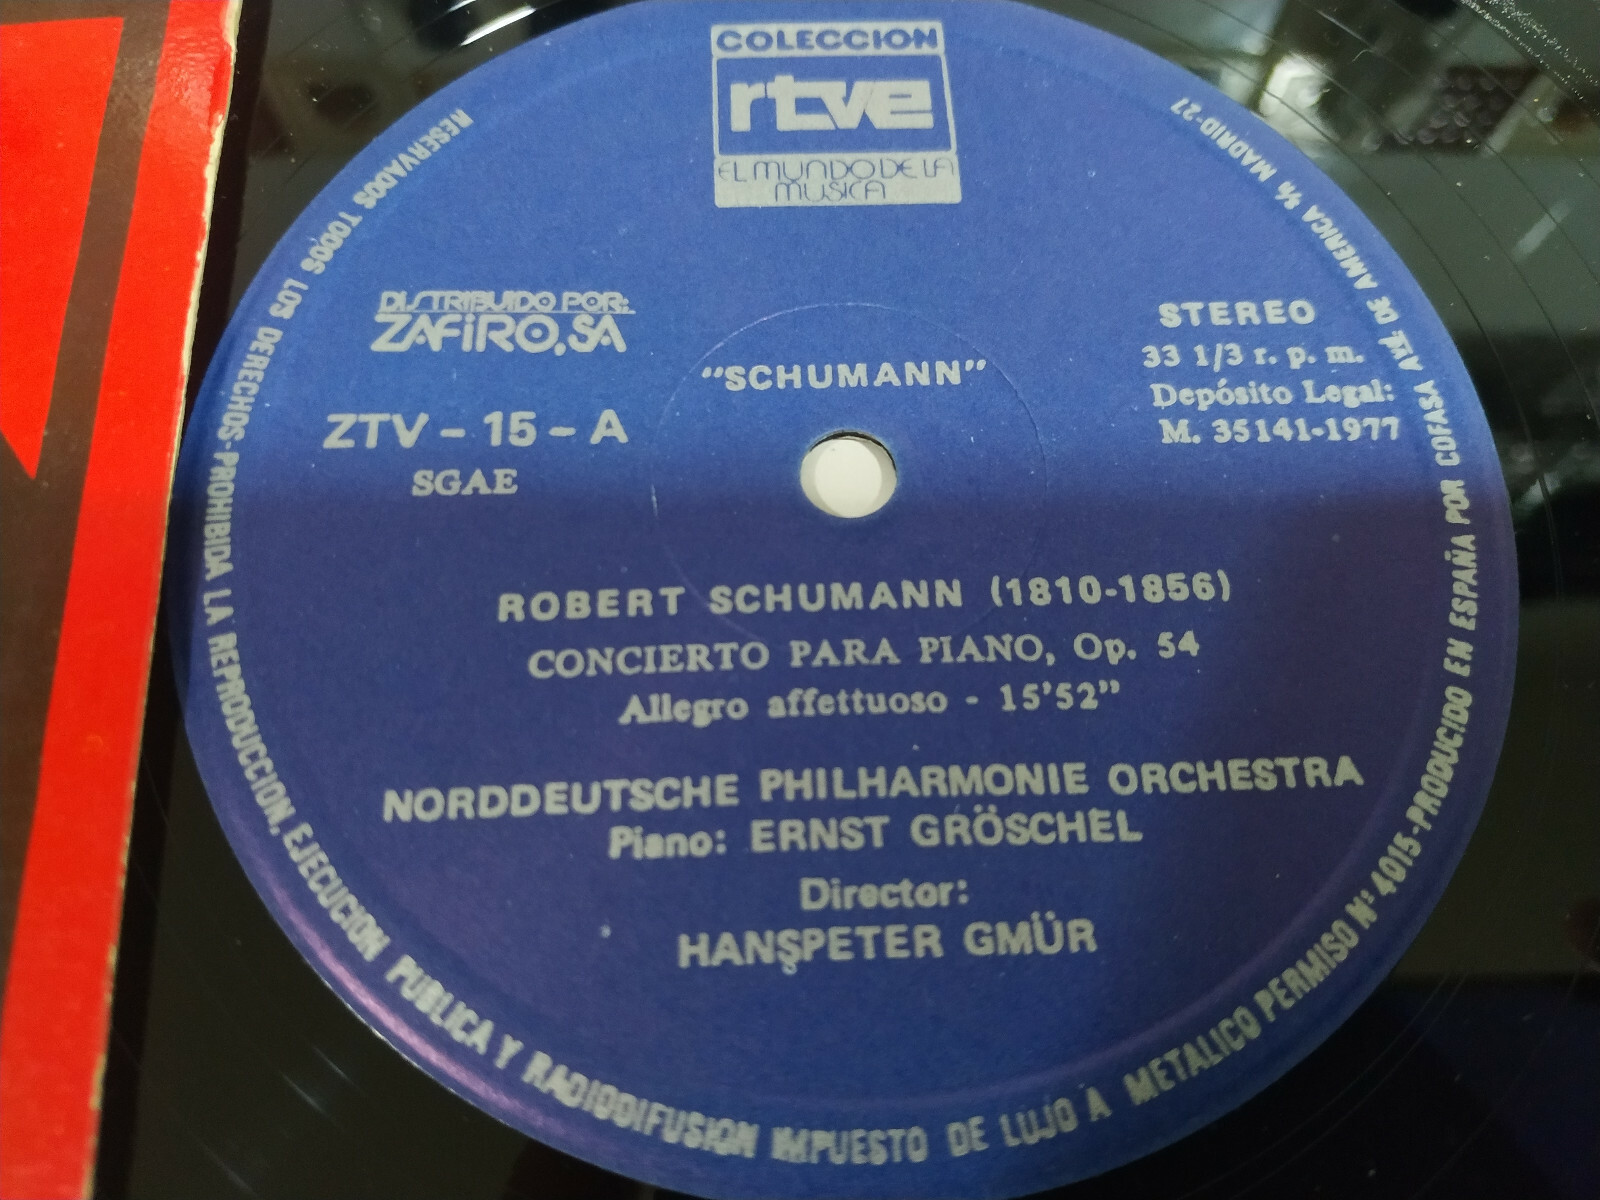 COLECCION
rtve
EL MUNDO DE LA
MUSICA
DISTRIBUIDO POR:
ZAFIRO, SA
ZTV - 15 - A
SGAE
"SCHUMANN"
STEREO
33 1/3 r. p. m.
Depósito Legal:
M. 35141-1977
ROBERT SCHUMANN (1810-1856)
CONCIERTO PARA PIANO, Op. 54
Allegro affettuoso - 15'52"
NORDDEUTSCHE PHILHARMONIE ORCHESTRA
Piano: ERNST GRÖSCHEL
Director:
HANSPETER GMÜR
RESERVADOS TODOS LOS DERECHOS-PROHIBIDA LA REPRODUCCION, EJECUCION PUBLICA Y RADIODIFUSION IMPUESTO DE LUJO A METALICO PERMISO Nº 4015-PRODUCIDO EN ESPAÑA POR COFASA AVE. DE AMERICA MADRID-27